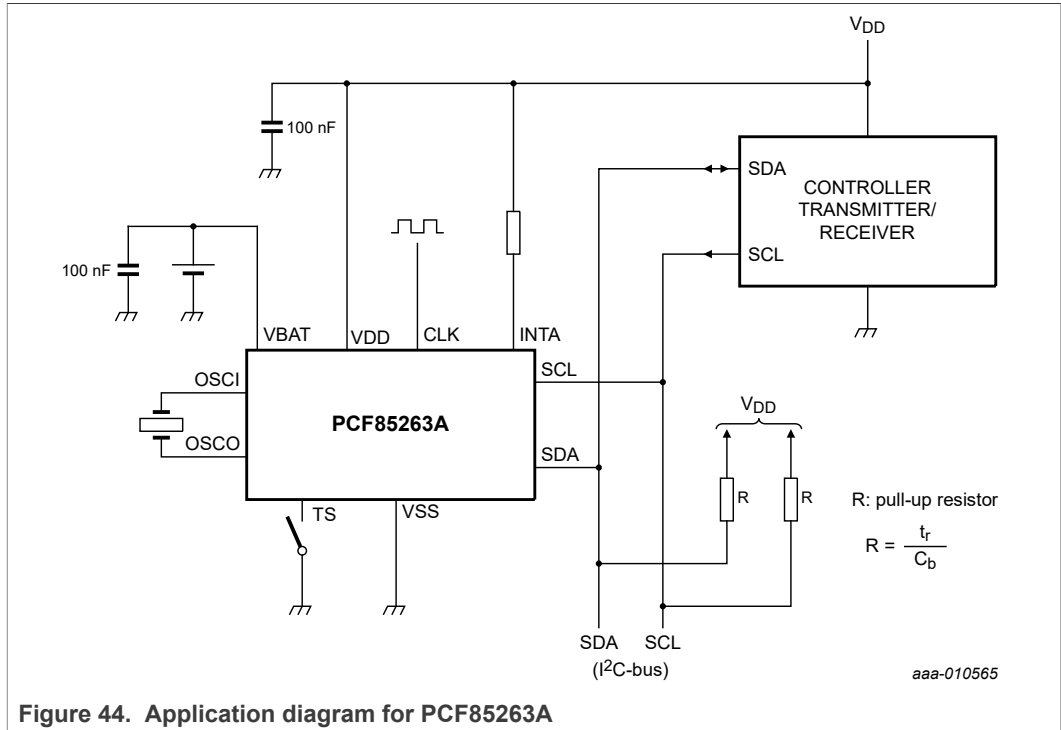 VDD
100 nF
SDA
CONTROLLER
TRANSMITTER/
RECEIVER
SCL
100 nF
VBAT
VDD
CLK
INTA
OSCI
SCL
PCF85263A
VDD
OSCO
SDA
R
R
R: pull-up resistor
R = tr
Cb
TS
VSS
SDA SCL
(I2C-bus)
aaa-010565
Figure 44. Application diagram for PCF85263A